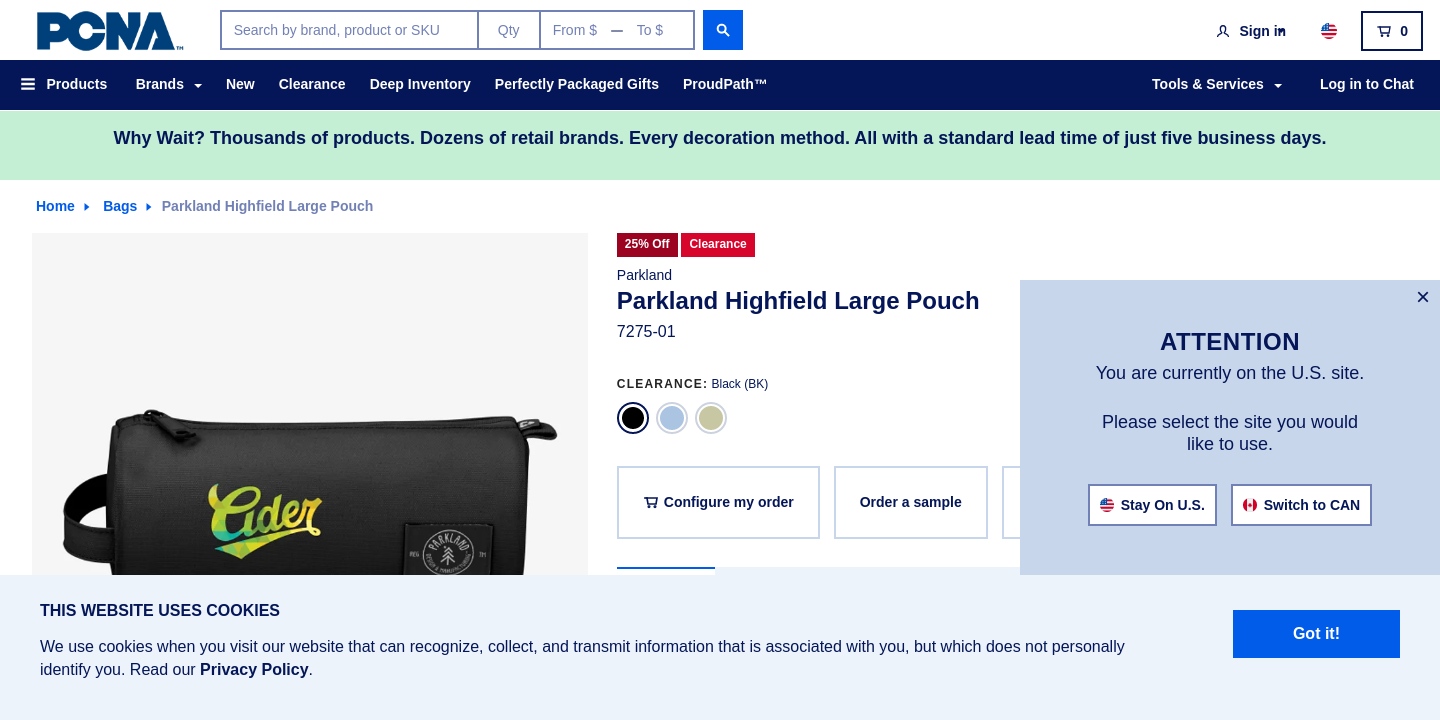 PCNA™
Search by brand, product or SKU Qty From $ — To $
Sign in
0
Products Brands New Clearance Deep Inventory Perfectly Packaged Gifts ProudPath™ Tools & Services Log in to Chat
Why Wait? Thousands of products. Dozens of retail brands. Every decoration method. All with a standard lead time of just five business days.
Home Bags Parkland Highfield Large Pouch
25% Off Clearance
Parkland
Parkland Highfield Large Pouch
7275-01
CLEARANCE: Black (BK)
Configure my order Order a sample
Cider
PARKLAND
REG TM
DESIGN & MANUFACTURING
×
ATTENTION
You are currently on the U.S. site.
Please select the site you would
like to use.
Stay On U.S. Switch to CAN
THIS WEBSITE USES COOKIES
We use cookies when you visit our website that can recognize, collect, and transmit information that is associated with you, but which does not personally
identify you. Read our Privacy Policy.
Got it!